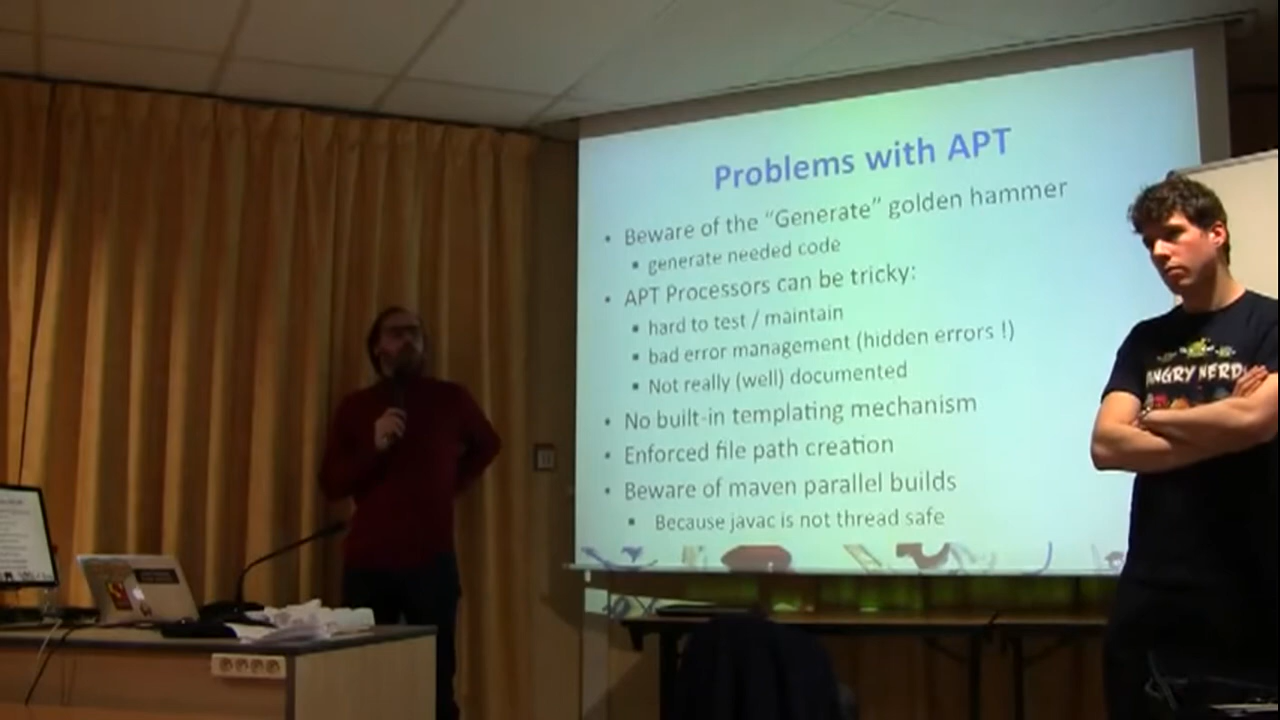 Problems with APT
• Beware of the “Generate” golden hammer
▪ generate needed code
• APT Processors can be tricky:
▪ hard to test / maintain
▪ bad error management (hidden errors !)
▪ Not really (well) documented
• No built-in templating mechanism
• Enforced file path creation
• Beware of maven parallel builds
▪ Because javac is not thread safe
ANGRY NERD